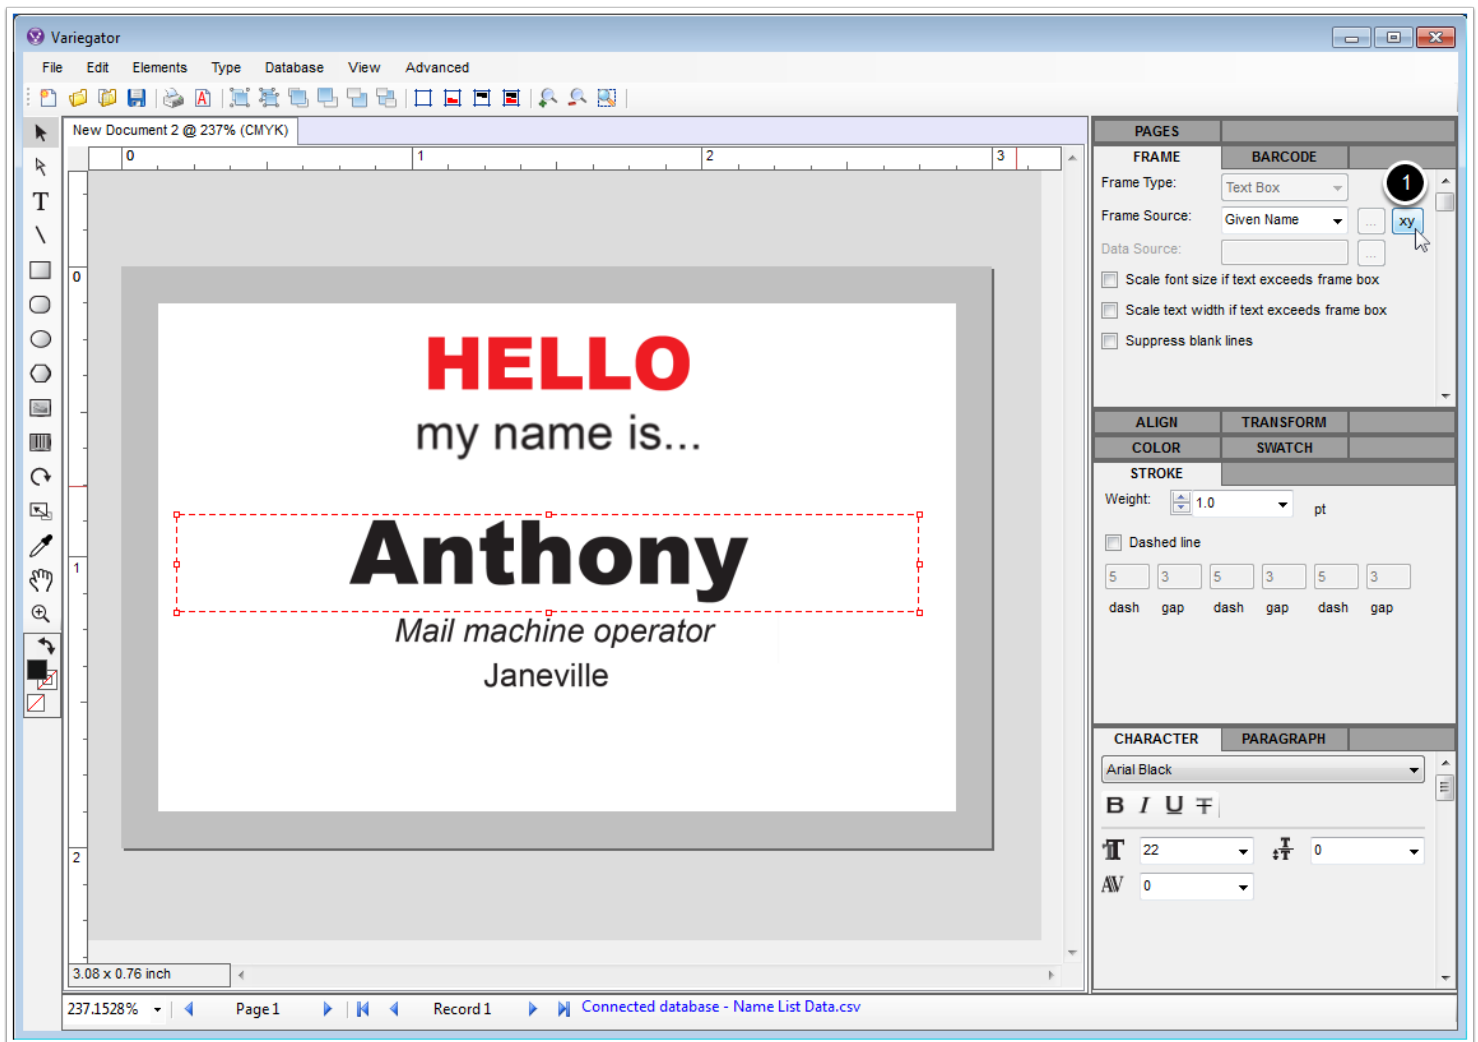 Variegator
File Edit Elements Type Database View Advanced
New Document 2 @ 237% (CMYK)
0 1 2 3
0
1
2
HELLO
my name is...
Anthony
Mail machine operator
Janeville
3.08 x 0.76 inch
237.1528% Page 1 Record 1 Connected database - Name List Data.csv
PAGES
FRAME BARCODE
1
Frame Type: Text Box
Frame Source: Given Name ... xy
Data Source: ...
Scale font size if text exceeds frame box
Scale text width if text exceeds frame box
Suppress blank lines
ALIGN TRANSFORM
COLOR SWATCH
STROKE
Weight: 1.0 pt
Dashed line
5 3 5 3 5 3
dash gap dash gap dash gap
CHARACTER PARAGRAPH
Arial Black
B I U T
22 0
AV 0